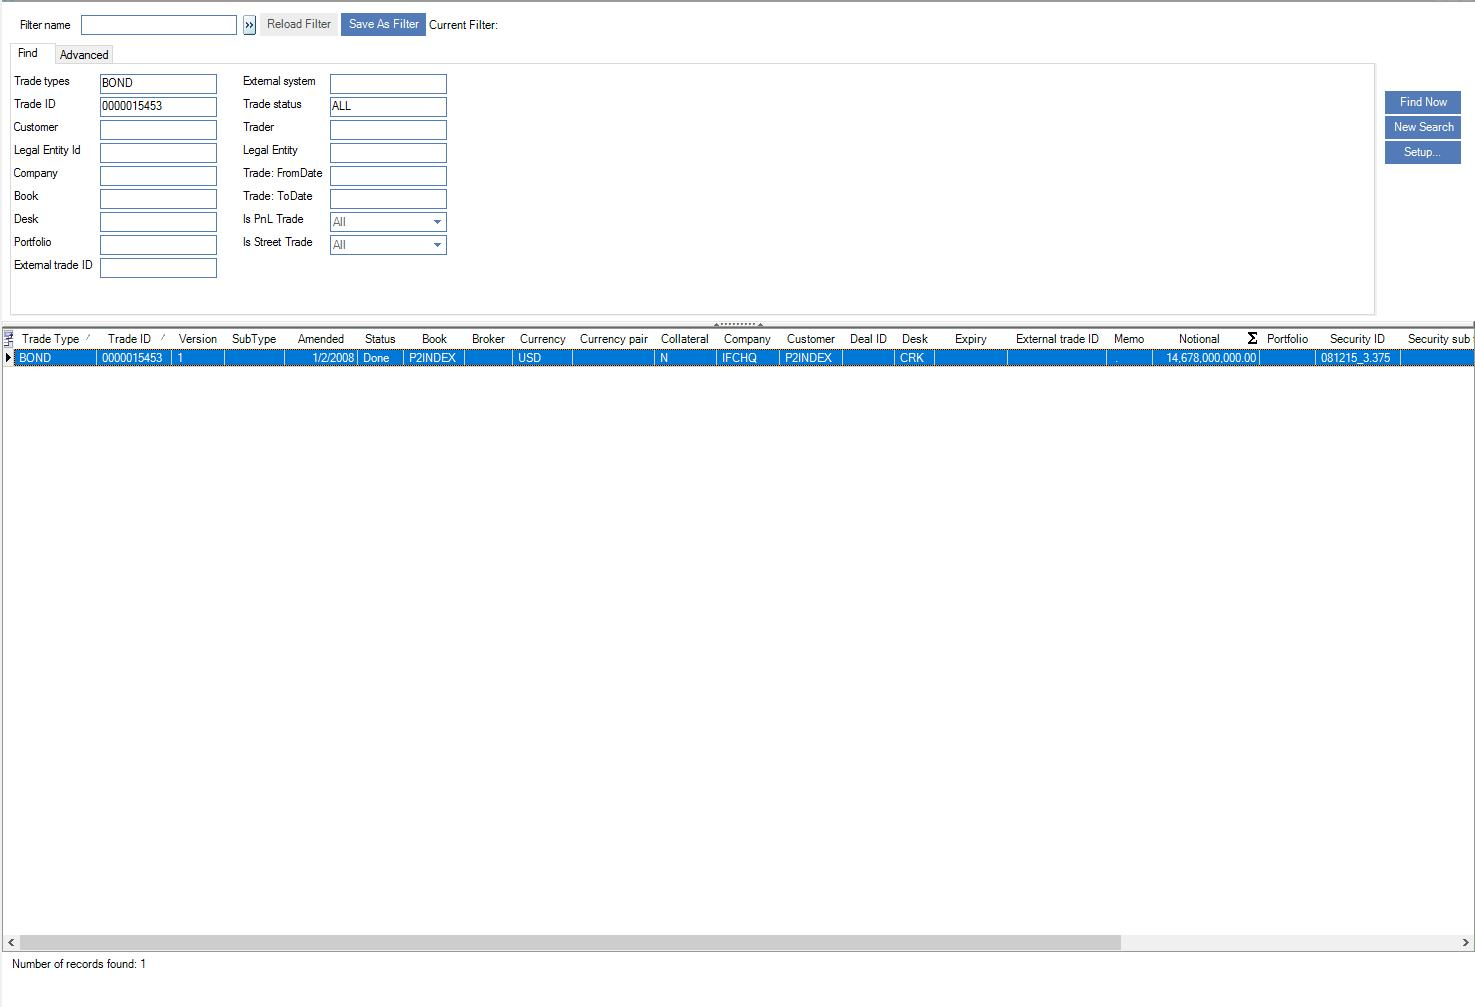 Filter name Reload Filter Save As Filter Current Filter:
Find Advanced
Trade types BOND External system
Trade ID 0000015453 Trade status ALL
Customer Trader
Legal Entity Id Legal Entity
Company Trade: FromDate
Book Trade: ToDate
Desk Is PnL Trade All
Portfolio Is Street Trade All
External trade ID
Find Now
New Search
Setup...
Trade Type Trade ID Version SubType Amended Status Book Broker Currency Currency pair Collateral Company Customer Deal ID Desk Expiry External trade ID Memo Notional Σ Portfolio Security ID Security sub
BOND 0000015453 1 1/2/2008 Done P2INDEX USD N IFCHQ P2INDEX CRK . 14,678,000,000.00 081215_3.375
Number of records found: 1